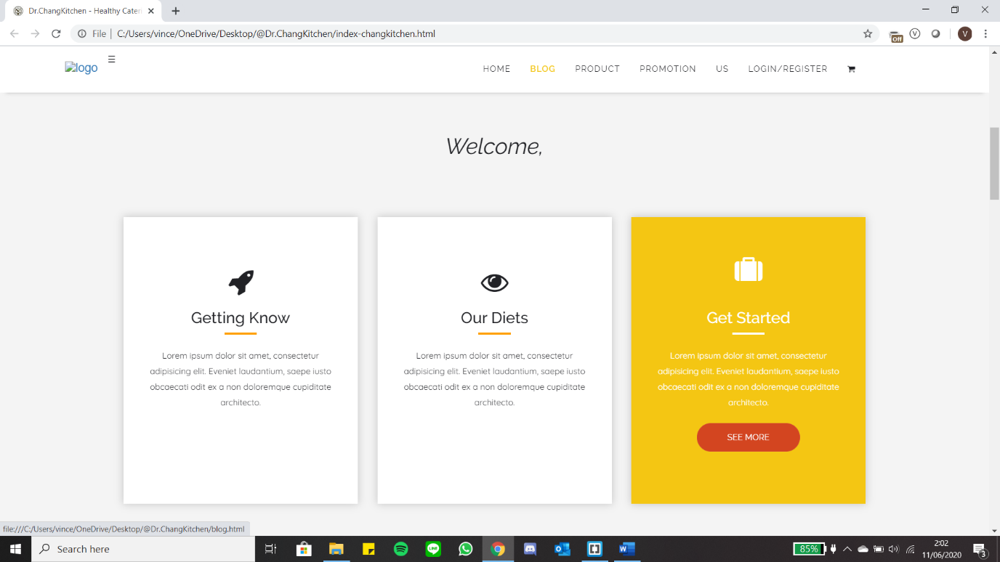 Dr.ChangKitchen - Healthy Cater
File
C:/Users/vince/OneDrive/Desktop/@Dr.ChangKitchen/index-changkitchen.html
Off
V
V
logo
HOME BLOG PRODUCT PROMOTION US LOGIN/REGISTER
Welcome,
Getting Know
Lorem ipsum dolor sit amet, consectetur
adipisicing elit. Eveniet laudantium, saepe iusto
obcaecati odit ex a non doloremque cupiditate
architecto.
Our Diets
Lorem ipsum dolor sit amet, consectetur
adipisicing elit. Eveniet laudantium, saepe iusto
obcaecati odit ex a non doloremque cupiditate
architecto.
Get Started
Lorem ipsum dolor sit amet, consectetur
adipisicing elit. Eveniet laudantium, saepe iusto
obcaecati odit ex a non doloremque cupiditate
architecto.
SEE MORE
file:///C:/Users/vince/OneDrive/Desktop/@Dr.ChangKitchen/blog.html
Search here
LINE
W
85%
2:02
11/06/2020
3